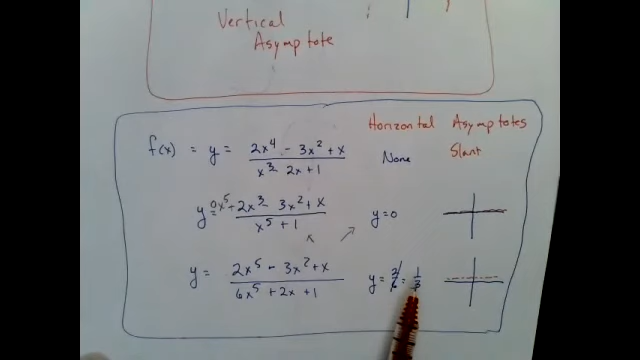 Vertical
Asymptote
Horizontal Asymptotes
f(x) = y = (2x⁴ - 3x² + x)/(x³ - 2x + 1) None Slant
y = (0x⁵ + 2x³ - 3x² + x)/(x⁵ + 1) y = 0
y = (2x⁵ - 3x² + x)/(6x⁵ + 2x + 1) y = 2/6 = 1/3